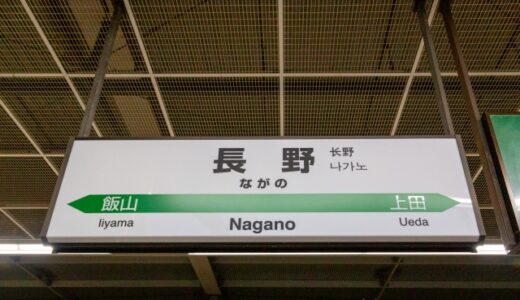 長野
长野
나가노
ながの
飯山
上田
Iiyama
Nagano
Ueda